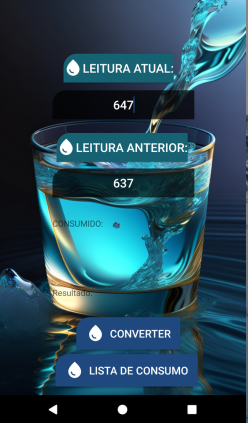 LEITURA ATUAL:
647
LEITURA ANTERIOR:
637
CONSUMIDO:
Resultado:
CONVERTER
LISTA DE CONSUMO